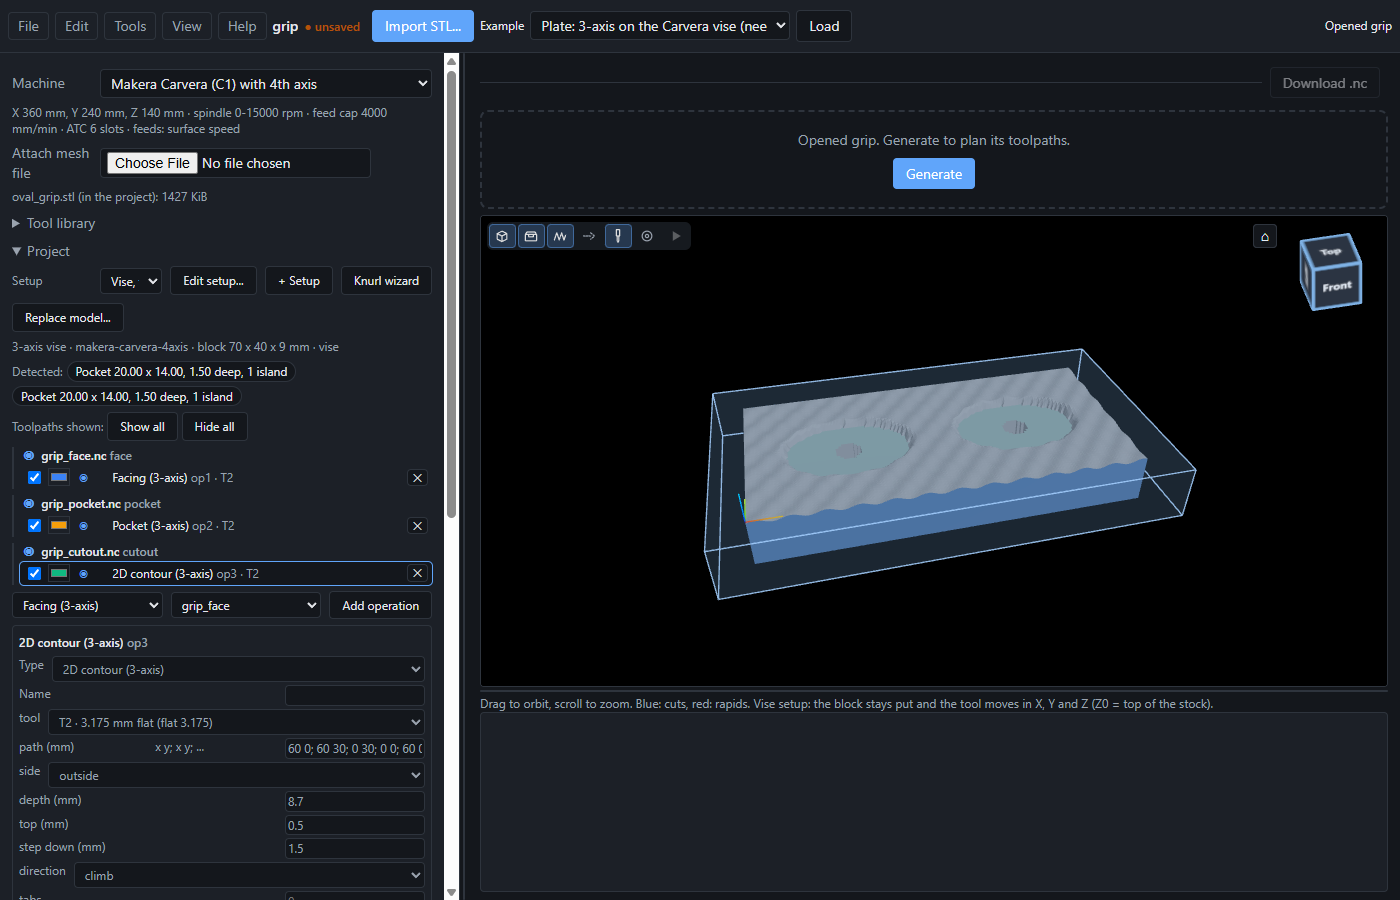 File Edit Tools View Help grip • unsaved Import STL... Example Plate: 3-axis on the Carvera vise (nee Load Opened grip
Machine Makera Carvera (C1) with 4th axis
X 360 mm, Y 240 mm, Z 140 mm · spindle 0-15000 rpm · feed cap 4000
mm/min · ATC 6 slots · feeds: surface speed
Attach mesh
file
Choose File No file chosen
oval_grip.stl (in the project): 1427 KiB
Tool library
Project
Setup Vise, Edit setup... + Setup Knurl wizard
Replace model...
3-axis vise · makera-carvera-4axis · block 70 x 40 x 9 mm · vise
Detected: Pocket 20.00 x 14.00, 1.50 deep, 1 island
Pocket 20.00 x 14.00, 1.50 deep, 1 island
Toolpaths shown: Show all Hide all
grip_face.nc face
Facing (3-axis) op1 · T2
grip_pocket.nc pocket
Pocket (3-axis) op2 · T2
grip_cutout.nc cutout
2D contour (3-axis) op3 · T2
Facing (3-axis) grip_face Add operation
2D contour (3-axis) op3
Type 2D contour (3-axis)
Name
tool T2 · 3.175 mm flat (flat 3.175)
path (mm) x y; x y; ... 60 0; 60 30; 0 30; 0 0; 60 0
side outside
depth (mm) 8.7
top (mm) 0.5
step down (mm) 1.5
direction climb
tabs
Download .nc
Opened grip. Generate to plan its toolpaths.
Generate
Top
Front
Drag to orbit, scroll to zoom. Blue: cuts, red: rapids. Vise setup: the block stays put and the tool moves in X, Y and Z (Z0 = top of the stock).